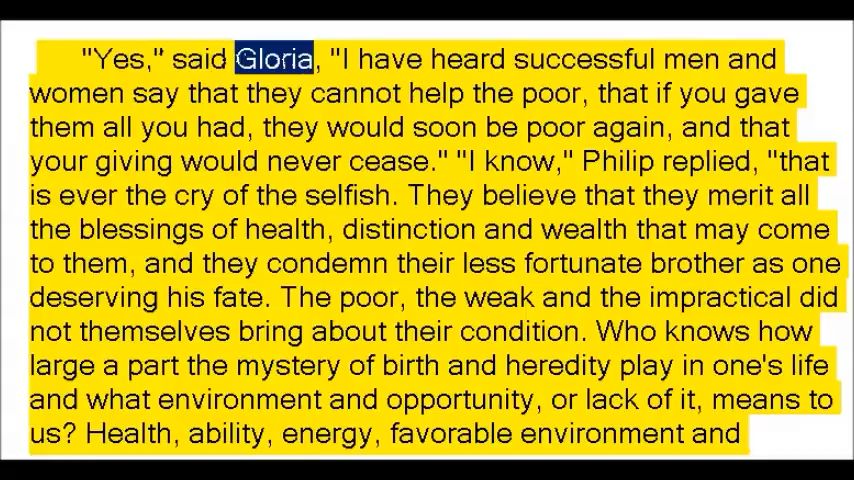 "Yes," said Gloria, "I have heard successful men and
women say that they cannot help the poor, that if you gave
them all you had, they would soon be poor again, and that
your giving would never cease." "I know," Philip replied, "that
is ever the cry of the selfish. They believe that they merit all
the blessings of health, distinction and wealth that may come
to them, and they condemn their less fortunate brother as one
deserving his fate. The poor, the weak and the impractical did
not themselves bring about their condition. Who knows how
large a part the mystery of birth and heredity play in one's life
and what environment and opportunity, or lack of it, means to
us? Health, ability, energy, favorable environment and